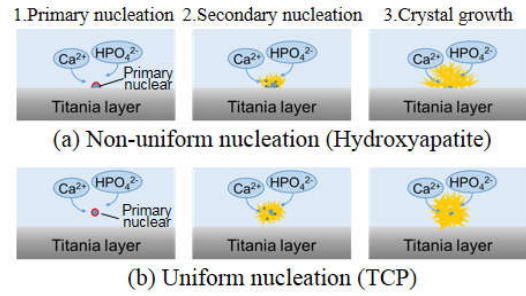 1.Primary nucleation 2.Secondary nucleation 3.Crystal growth
Ca²⁺ HPO₄²⁻ Ca²⁺ HPO₄²⁻ Ca²⁺ HPO₄²⁻
Primary
nuclear
Titania layer Titania layer Titania layer
(a) Non-uniform nucleation (Hydroxyapatite)
Ca²⁺ HPO₄²⁻ Ca²⁺ HPO₄²⁻ Ca²⁺ HPO₄²⁻
Primary
nuclear
Titania layer Titania layer Titania layer
(b) Uniform nucleation (TCP)